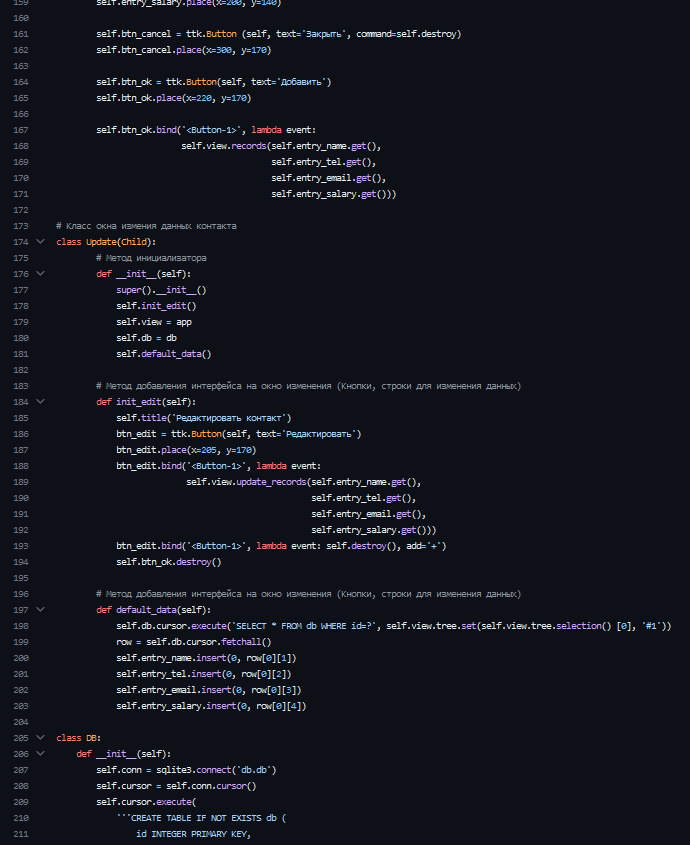 159 self.entry_salary.place(x=200, y=140)
160
161 self.btn_cancel = ttk.Button (self, text='Закрыть', command=self.destroy)
162 self.btn_cancel.place(x=300, y=170)
163
164 self.btn_ok = ttk.Button(self, text='Добавить')
165 self.btn_ok.place(x=220, y=170)
166
167 self.btn_ok.bind('<Button-1>', lambda event:
168 self.view.records(self.entry_name.get(),
169 self.entry_tel.get(),
170 self.entry_email.get(),
171 self.entry_salary.get()))
172
173 # Класс окна измения данных контакта
174 class Update(Child):
175 # Метод инициализатора
176 def __init__(self):
177 super().__init__()
178 self.init_edit()
179 self.view = app
180 self.db = db
181 self.default_data()
182
183 # Метод добавления интерфейса на окно изменения (Кнопки, строки для изменения данных)
184 def init_edit(self):
185 self.title('Редактировать контакт')
186 btn_edit = ttk.Button(self, text='Редактировать')
187 btn_edit.place(x=205, y=170)
188 btn_edit.bind('<Button-1>', lambda event:
189 self.view.update_records(self.entry_name.get(),
190 self.entry_tel.get(),
191 self.entry_email.get(),
192 self.entry_salary.get()))
193 btn_edit.bind('<Button-1>', lambda event: self.destroy(), add='+')
194 self.btn_ok.destroy()
195
196 # Метод добавления интерфейса на окно изменения (Кнопки, строки для изменения данных)
197 def default_data(self):
198 self.db.cursor.execute('SELECT * FROM db WHERE id=?', self.view.tree.set(self.view.tree.selection() [0], '#1'))
199 row = self.db.cursor.fetchall()
200 self.entry_name.insert(0, row[0][1])
201 self.entry_tel.insert(0, row[0][2])
202 self.entry_email.insert(0, row[0][3])
203 self.entry_salary.insert(0, row[0][4])
204
205 class DB:
206 def __init__(self):
207 self.conn = sqlite3.connect('db.db')
208 self.cursor = self.conn.cursor()
209 self.cursor.execute(
210 '''CREATE TABLE IF NOT EXISTS db (
211 id INTEGER PRIMARY KEY,